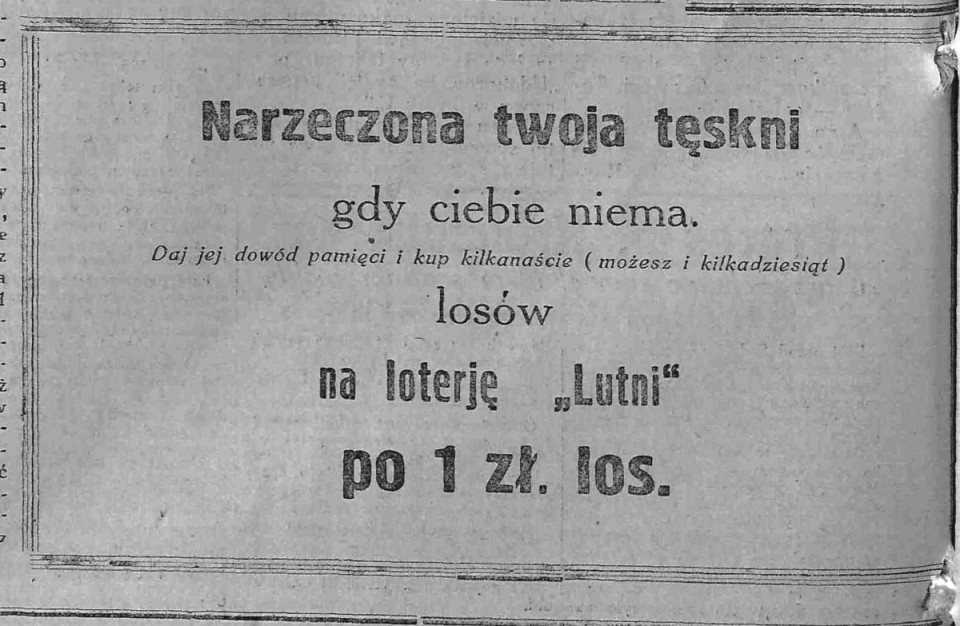 Narzeczona twoja tęskni
gdy ciebie niema.
Daj jej dowód pamięci i kup kilkanaście ( możesz i kilkadziesiąt )
losów
na loterję „Lutni“
po 1 zł. los.